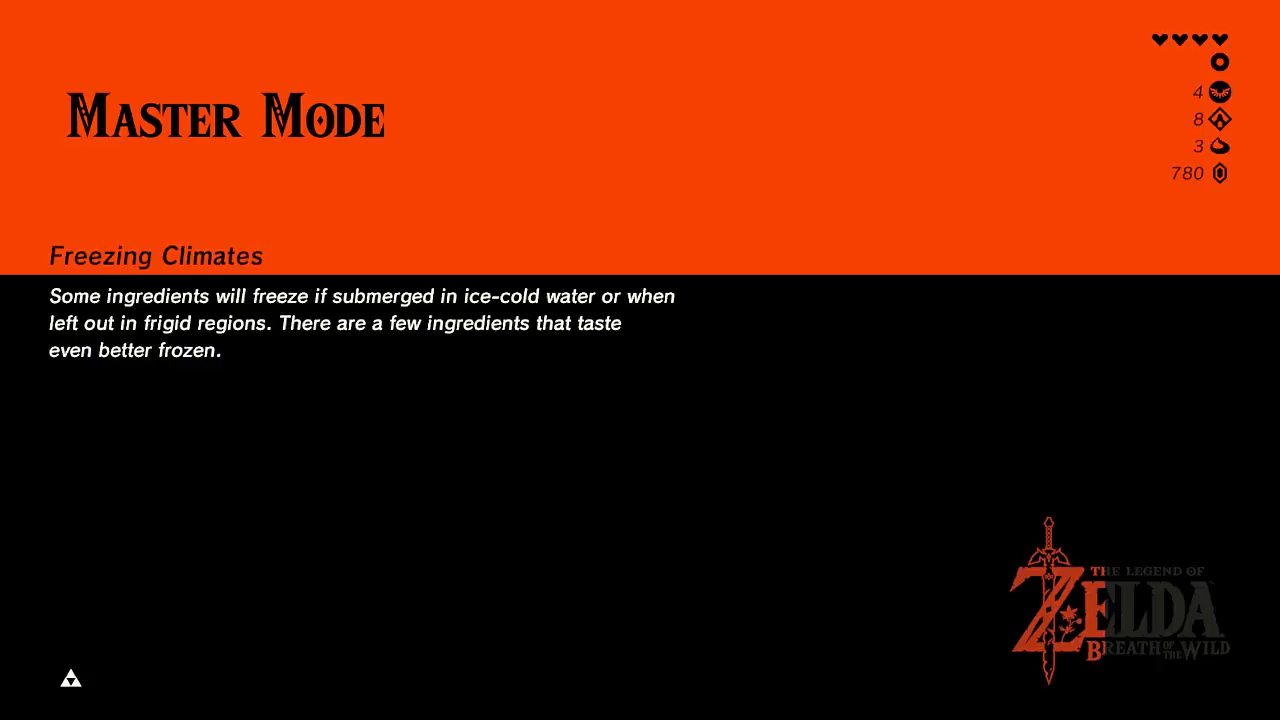 Master Mode
4
8
3
780
Freezing Climates
Some ingredients will freeze if submerged in ice-cold water or when
left out in frigid regions. There are a few ingredients that taste
even better frozen.
THE LEGEND OF
ZELDA
BREATH OF THE WILD